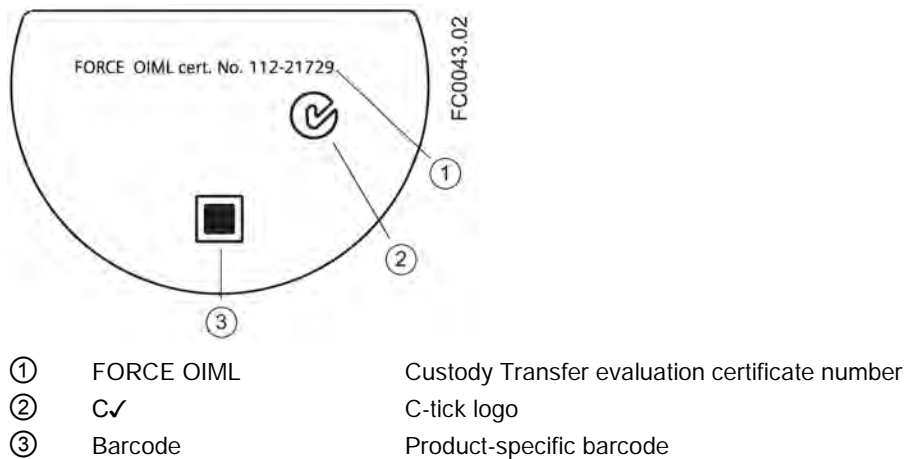 FORCE OIML cert. No. 112-21729
FC0043.02
①
②
③
① FORCE OIML Custody Transfer evaluation certificate number
② C✓ C-tick logo
③ Barcode Product-specific barcode